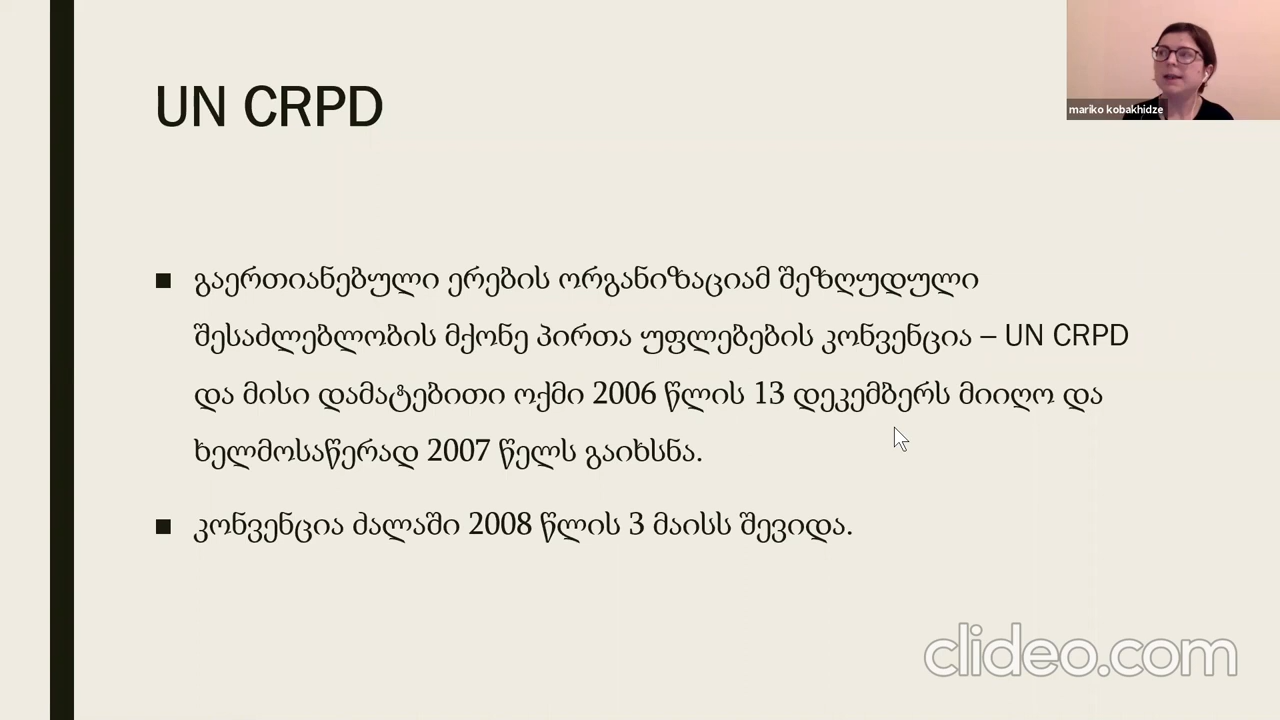 UN CRPD
mariko kobakhidze
■ გაერთიანებული ერების ორგანიზაციამ შეზღუდული
შესაძლებლობის მქონე პირთა უფლებების კონვენცია – UN CRPD
და მისი დამატებითი ოქმი 2006 წლის 13 დეკემბერს მიიღო და
ხელმოსაწერად 2007 წელს გაიხსნა.
■ კონვენცია ძალაში 2008 წლის 3 მაისს შევიდა.
clideo.com